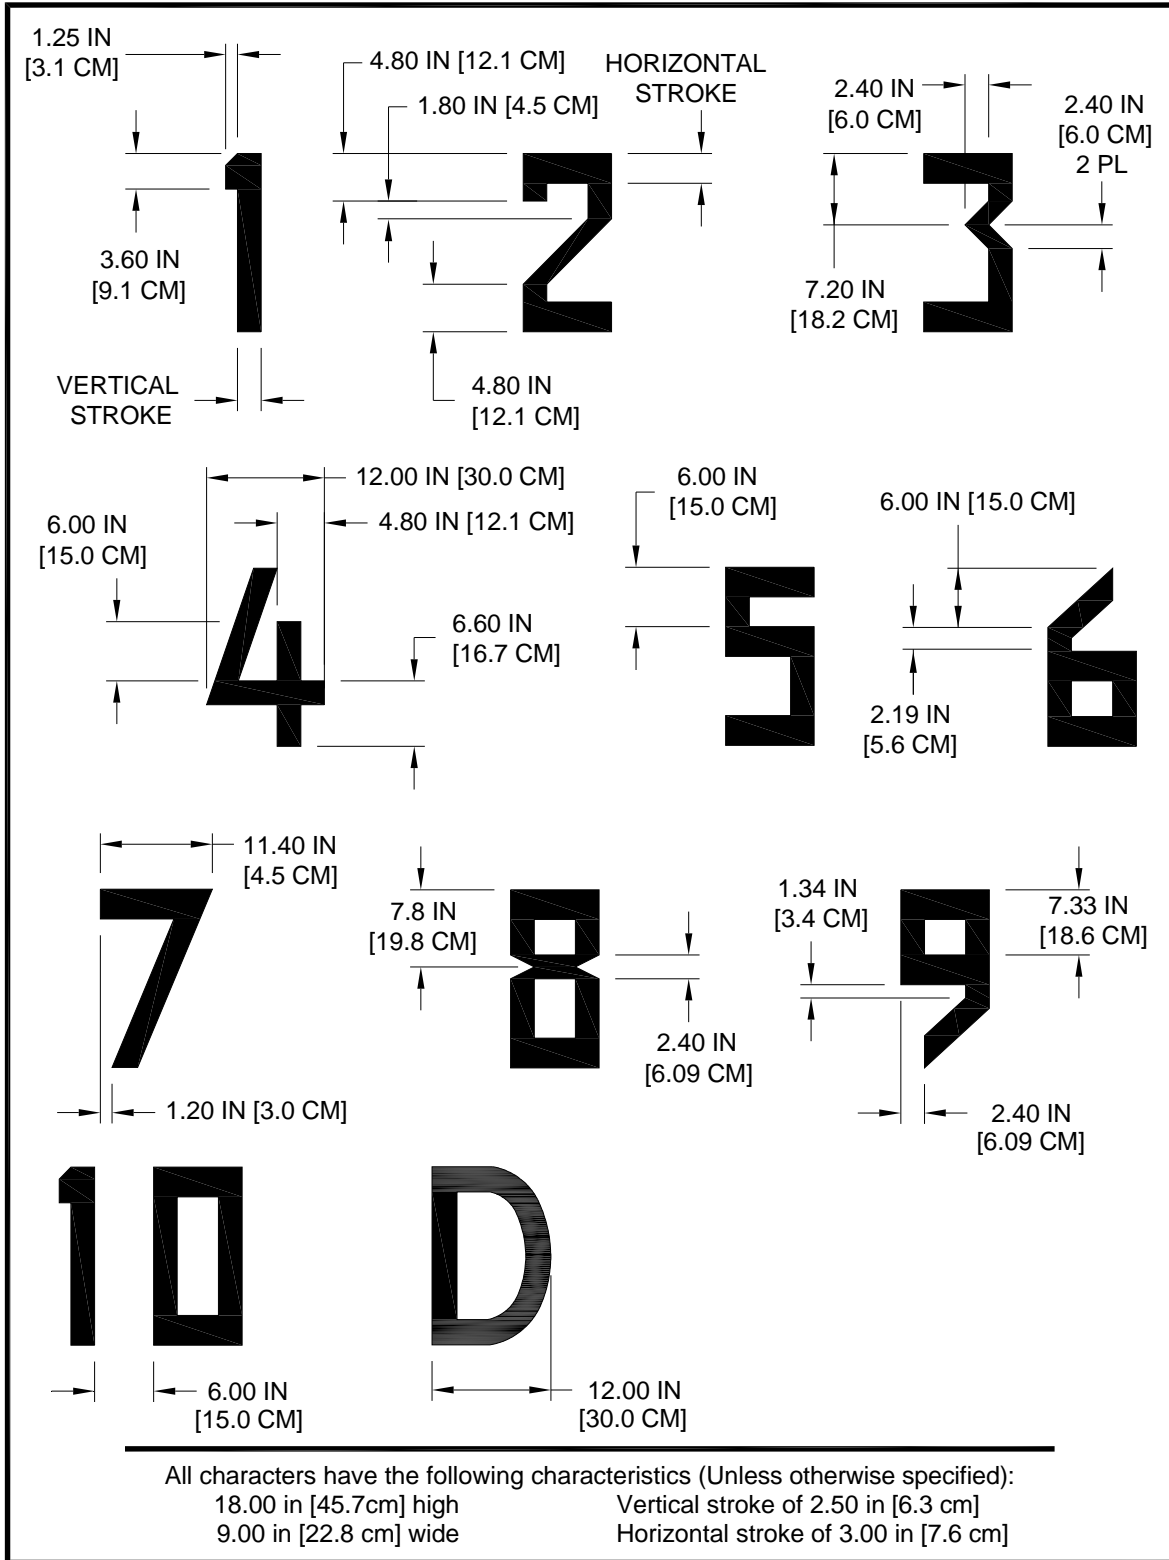 1.25 IN
[3.1 CM]
4.80 IN [12.1 CM]
1.80 IN [4.5 CM]
HORIZONTAL
STROKE
2.40 IN
[6.0 CM]
2.40 IN
[6.0 CM]
2 PL
1
2
3
3.60 IN
[9.1 CM]
7.20 IN
[18.2 CM]
VERTICAL
STROKE
4.80 IN
[12.1 CM]
12.00 IN [30.0 CM]
4.80 IN [12.1 CM]
6.00 IN
[15.0 CM]
6.00 IN
[15.0 CM]
6.00 IN [15.0 CM]
4
5
6
6.60 IN
[16.7 CM]
2.19 IN
[5.6 CM]
11.40 IN
[4.5 CM]
7.8 IN
[19.8 CM]
1.34 IN
[3.4 CM]
7.33 IN
[18.6 CM]
7
8
9
2.40 IN
[6.09 CM]
1.20 IN [3.0 CM]
2.40 IN
[6.09 CM]
10
D
6.00 IN
[15.0 CM]
12.00 IN
[30.0 CM]
All characters have the following characteristics (Unless otherwise specified):
18.00 in [45.7cm] high Vertical stroke of 2.50 in [6.3 cm]
9.00 in [22.8 cm] wide Horizontal stroke of 3.00 in [7.6 cm]